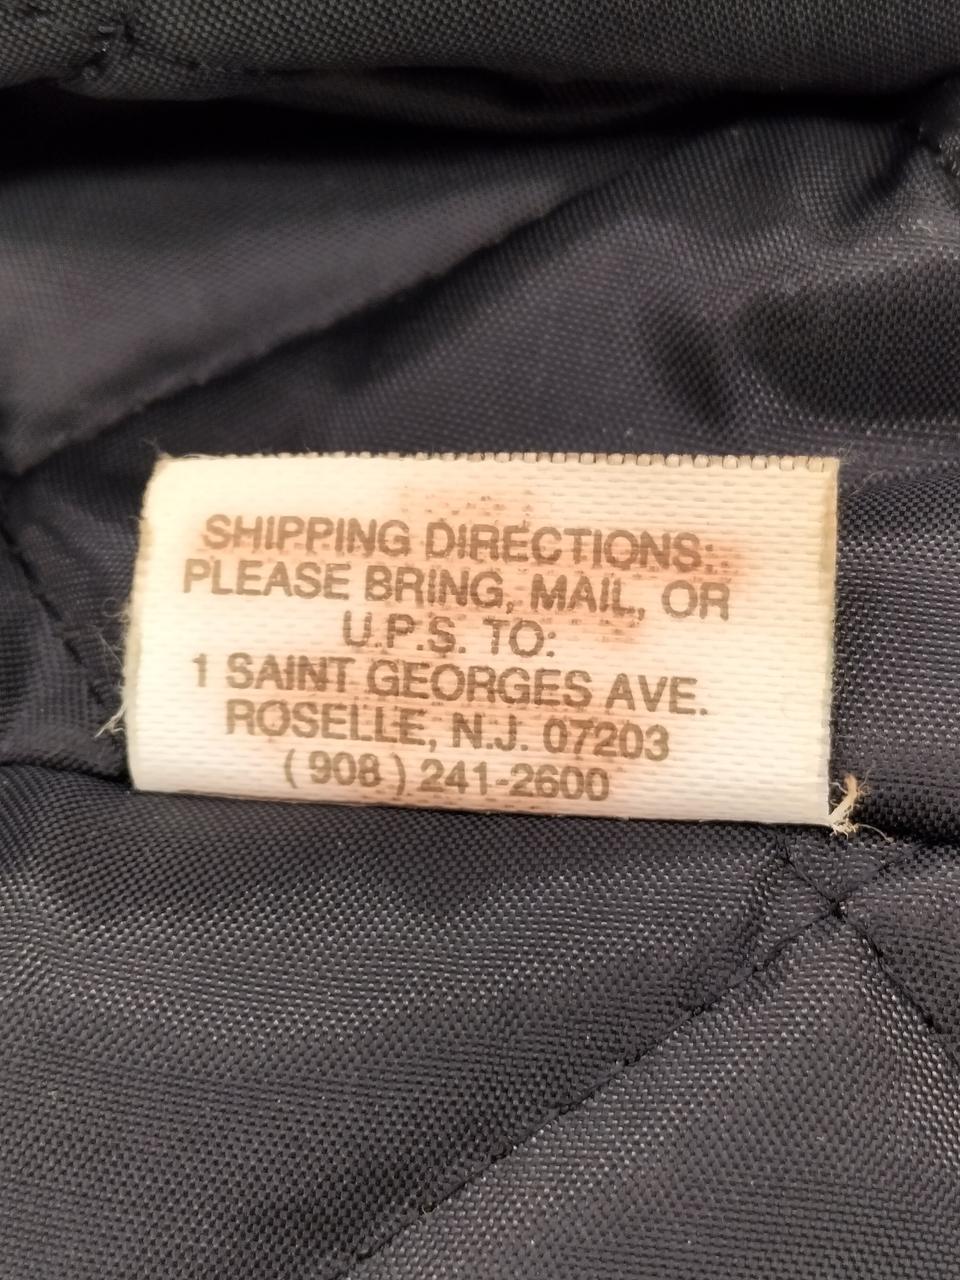 SHIPPING DIRECTIONS:
PLEASE BRING, MAIL, OR
U.P.S. TO:
1 SAINT GEORGES AVE.
ROSELLE, N.J. 07203
( 908 ) 241-2600